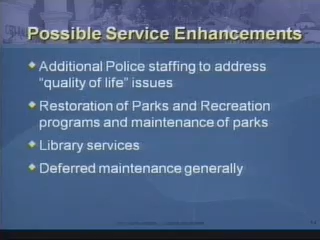 Possible Service Enhancements
Additional Police staffing to address
“quality of life” issues
Restoration of Parks and Recreation
programs and maintenance of parks
Library services
Deferred maintenance generally